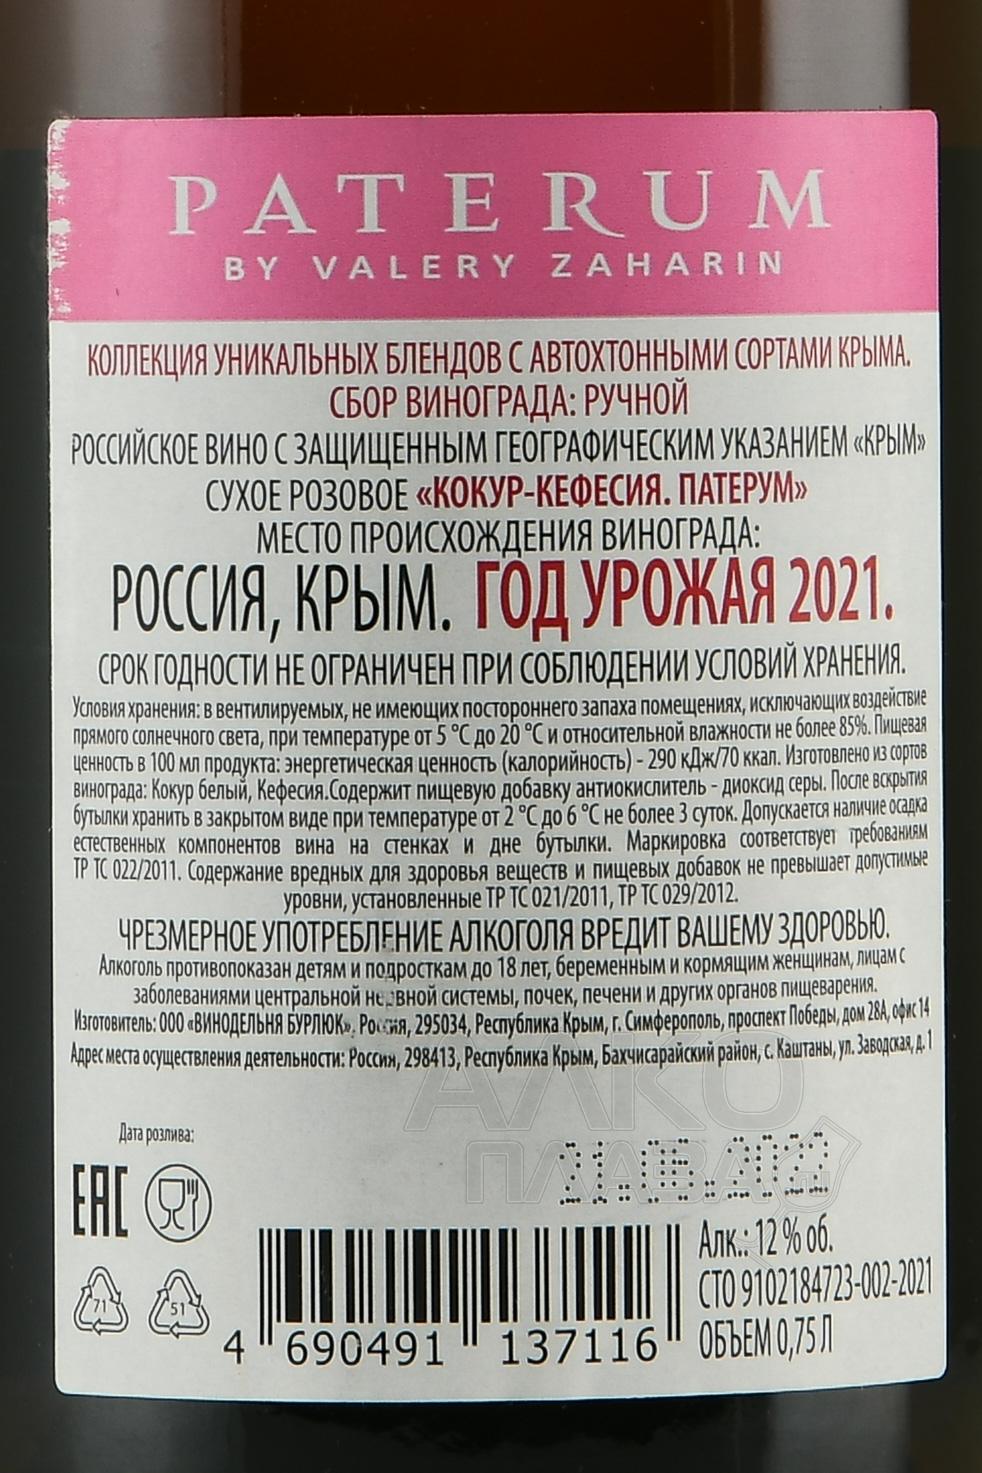 PATERUM
BY VALERY ZAHARIN
КОЛЛЕКЦИЯ УНИКАЛЬНЫХ БЛЕНДОВ С АВТОХТОННЫМИ СОРТАМИ КРЫМА.
СБОР ВИНОГРАДА: РУЧНОЙ
РОССИЙСКОЕ ВИНО С ЗАЩИЩЕННЫМ ГЕОГРАФИЧЕСКИМ УКАЗАНИЕМ «КРЫМ»
СУХОЕ РОЗОВОЕ «КОКУР-КЕФЕСИЯ. ПАТЕРУМ»
МЕСТО ПРОИСХОЖДЕНИЯ ВИНОГРАДА:
РОССИЯ, КРЫМ. ГОД УРОЖАЯ 2021.
СРОК ГОДНОСТИ НЕ ОГРАНИЧЕН ПРИ СОБЛЮДЕНИИ УСЛОВИЙ ХРАНЕНИЯ.
Условия хранения: в вентилируемых, не имеющих постороннего запаха помещениях, исключающих воздействие
прямого солнечного света, при температуре от 5 °С до 20 °С и относительной влажности не более 85%. Пищевая
ценность в 100 мл продукта: энергетическая ценность (калорийность) - 290 кДж/70 ккал. Изготовлено из сортов
винограда: Кокур белый, Кефесия.Содержит пищевую добавку антиокислитель - диоксид серы. После вскрытия
бутылки хранить в закрытом виде при температуре от 2 °С до 6 °С не более 3 суток. Допускается наличие осадка
естественных компонентов вина на стенках и дне бутылки. Маркировка соответствует требованиям
ТР ТС 022/2011. Содержание вредных для здоровья веществ и пищевых добавок не превышает допустимые
уровни, установленные ТР ТС 021/2011, ТР ТС 029/2012.
ЧРЕЗМЕРНОЕ УПОТРЕБЛЕНИЕ АЛКОГОЛЯ ВРЕДИТ ВАШЕМУ ЗДОРОВЬЮ.
Алкоголь противопоказан детям и подросткам до 18 лет, беременным и кормящим женщинам, лицам с
заболеваниями центральной нервной системы, почек, печени и других органов пищеварения.
Изготовитель: ООО «ВИНОДЕЛЬНЯ БУРЛЮК». Россия, 295034, Республика Крым, г. Симферополь, проспект Победы, дом 28А, офис 14
Адрес места осуществления деятельности: Россия, 298413, Республика Крым, Бахчисарайский район, с. Каштаны, ул. Заводская, д. 1
АЛКО
ПЛАВА
.ru
Дата розлива:
21.06.2022
EAC
71
51
Алк.: 12 % об.
СТО 9102184723-002-2021
ОБЪЕМ 0,75 Л
4 690491 137116